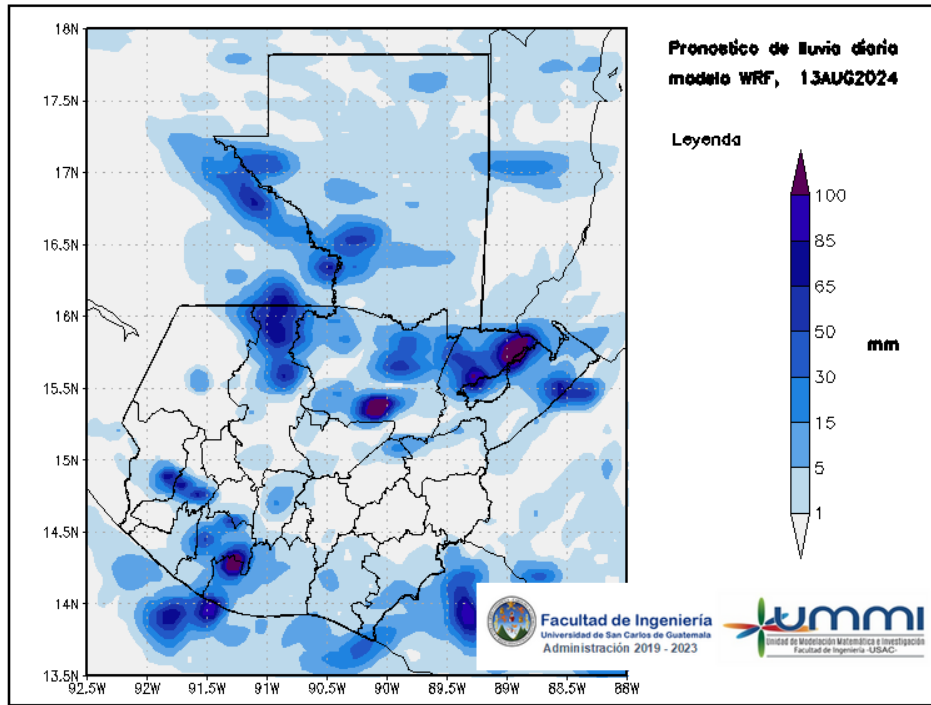 Pronostico de lluvia diaria
modelo WRF, 13AUG2024
Leyenda
100
85
65
50
30
15
5
1
mm
18N
17.5N
17N
16.5N
16N
15.5N
15N
14.5N
14N
13.5N
92.5W
92W
91.5W
91W
90.5W
90W
89.5W
89W
88.5W
88W
Facultad de Ingeniería
Universidad de San Carlos de Guatemala
Administración 2019 - 2023
UMMI
Unidad de Modelación Matemática e Investigación
Facultad de Ingeniería -USAC-